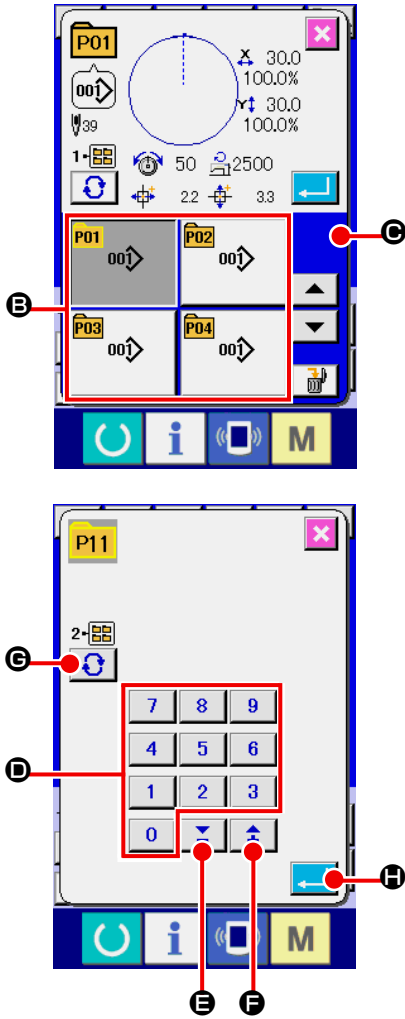 P01
X 30.0
100.0%
001
Y 30.0
100.0%
39
1
50 2500
2.2 3.3
C
P01 P02
001 001
B
P03 P04
001 001
i M
P11
2
G
7 8 9
D
4 5 6
1 2 3
0
H
i M
E F